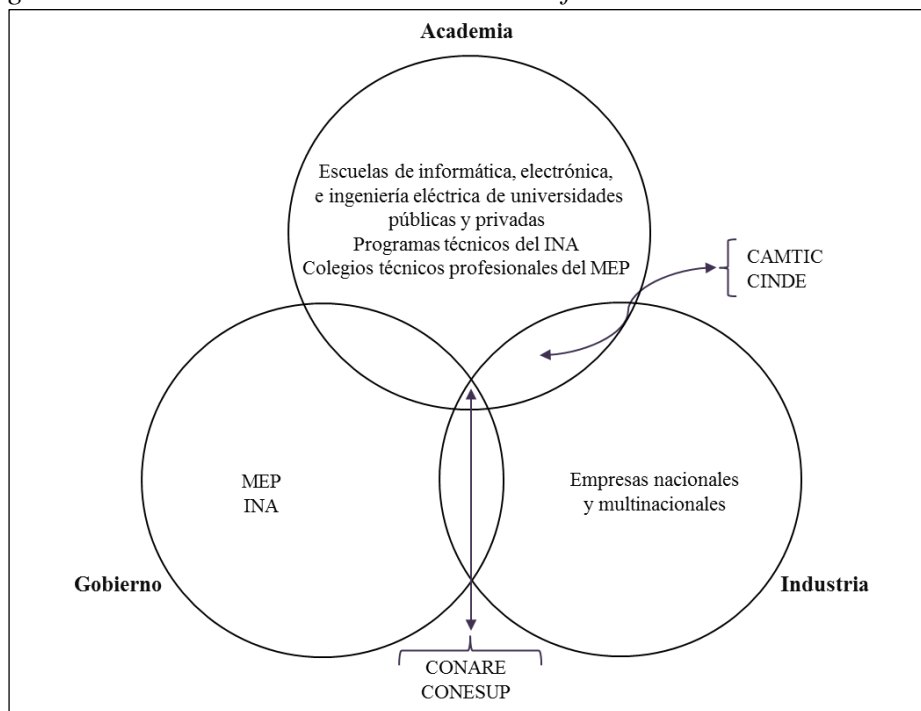 Academia
Escuelas de informática, electrónica,
e ingeniería eléctrica de universidades
públicas y privadas
Programas técnicos del INA
Colegios técnicos profesionales del MEP
CAMTIC
CINDE
MEP
INA
Empresas nacionales
y multinacionales
Gobierno
Industria
CONARE
CONESUP